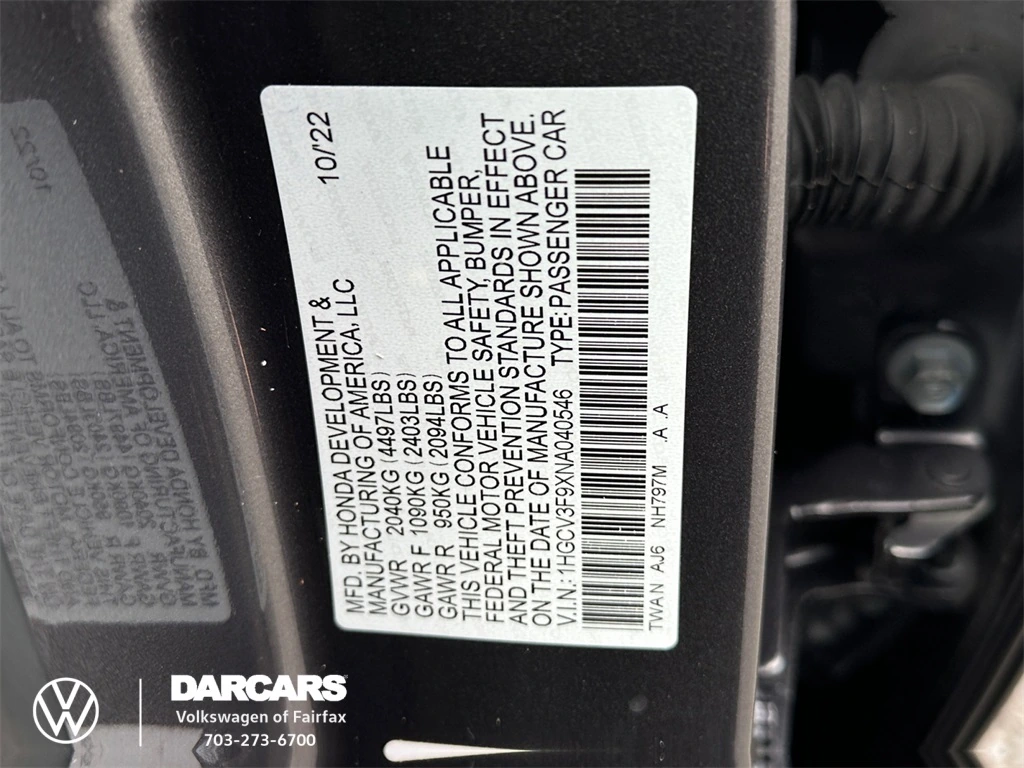 10/'22
MFD. BY HONDA DEVELOPMENT &
MANUFACTURING OF AMERICA, LLC
GVWR 2040KG (4497LBS)
GAWR F 1090KG (2403LBS)
GAWR R 950KG (2094LBS)
THIS VEHICLE CONFORMS TO ALL APPLICABLE
FEDERAL MOTOR VEHICLE SAFETY, BUMPER,
AND THEFT PREVENTION STANDARDS IN EFFECT
ON THE DATE OF MANUFACTURE SHOWN ABOVE.
V.I.N.: 1HGCV3F9XNA040546 TYPE: PASSENGER CAR
TWAN AJ6 NH797M .A .A
DARCARS
Volkswagen of Fairfax
703-273-6700